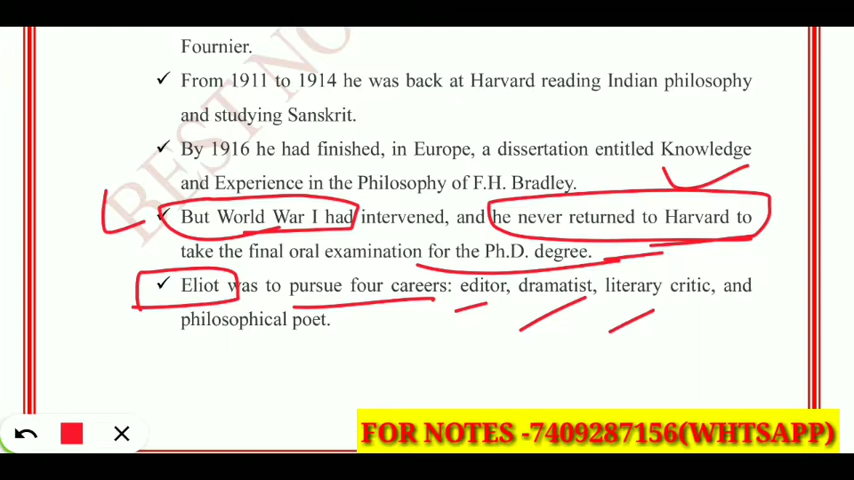 Fournier.
✓ From 1911 to 1914 he was back at Harvard reading Indian philosophy
and studying Sanskrit.
✓ By 1916 he had finished, in Europe, a dissertation entitled Knowledge
and Experience in the Philosophy of F.H. Bradley.
✓ But World War I had intervened, and he never returned to Harvard to
take the final oral examination for the Ph.D. degree.
✓ Eliot was to pursue four careers: editor, dramatist, literary critic, and
philosophical poet.
BEST NO
FOR NOTES -7409287156(WHTSAPP)